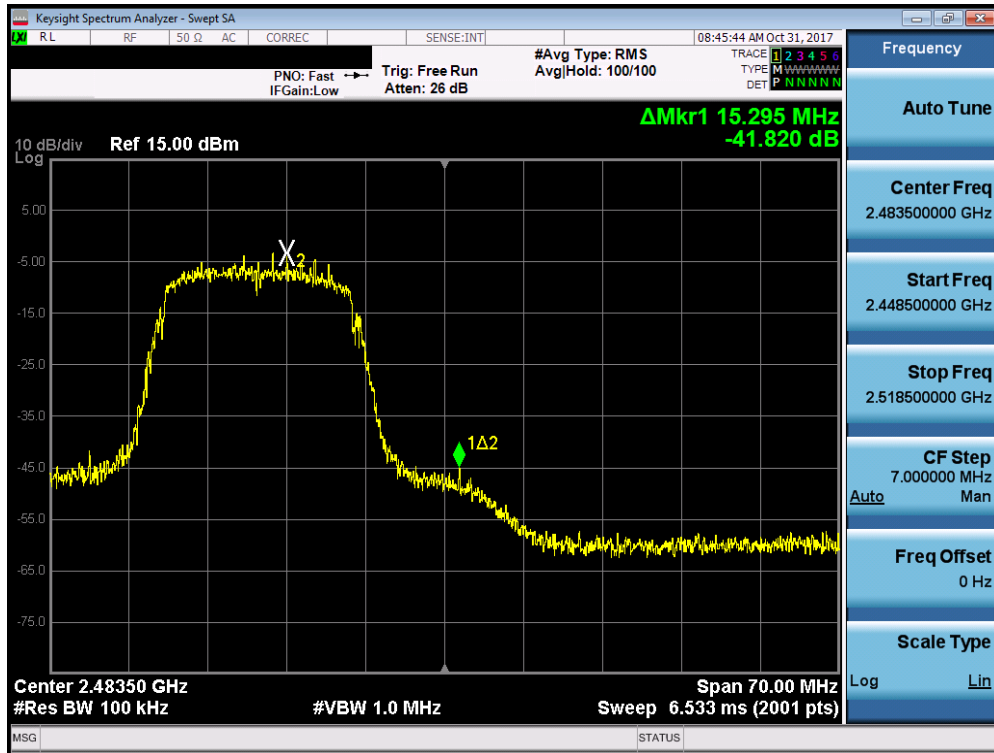 Keysight Spectrum Analyzer - Swept SA
LXI RL RF 50 Ω AC CORREC SENSE:INT 08:45:44 AM Oct 31, 2017
PNO: Fast
IFGain:Low
Trig: Free Run
Atten: 26 dB
#Avg Type: RMS
Avg|Hold: 100/100
TRACE 1 2 3 4 5 6
TYPE M WWWWW
DET P N N N N N
ΔMkr1 15.295 MHz
-41.820 dB
10 dB/div Ref 15.00 dBm
Log
5.00
-5.00
-15.0
-25.0
-35.0
-45.0
-55.0
-65.0
-75.0
X2
1Δ2
Center 2.48350 GHz Span 70.00 MHz
#Res BW 100 kHz #VBW 1.0 MHz Sweep 6.533 ms (2001 pts)
MSG STATUS
Frequency
Auto Tune
Center Freq
2.483500000 GHz
Start Freq
2.448500000 GHz
Stop Freq
2.518500000 GHz
CF Step
7.000000 MHz
Auto Man
Freq Offset
0 Hz
Scale Type
Log Lin